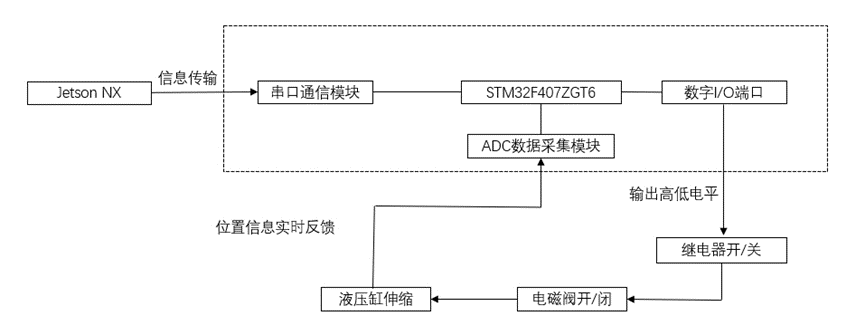 信息传输
Jetson NX
串口通信模块
STM32F407ZGT6
数字I/O端口
ADC数据采集模块
输出高低电平
位置信息实时反馈
继电器开/关
液压缸伸缩
电磁阀开/闭